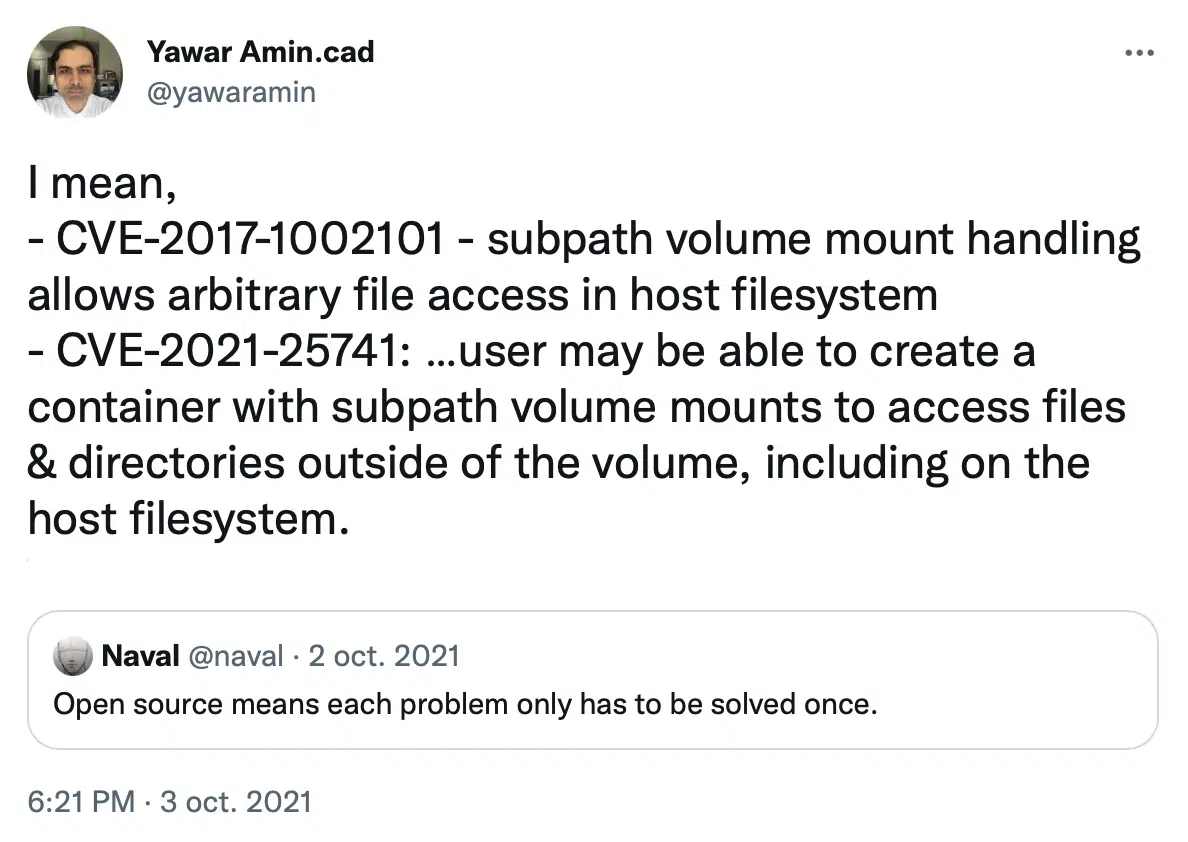 Yawar Amin.cad
@yawaramin
I mean,
- CVE-2017-1002101 - subpath volume mount handling
allows arbitrary file access in host filesystem
- CVE-2021-25741: ...user may be able to create a
container with subpath volume mounts to access files
& directories outside of the volume, including on the
host filesystem.
Naval @naval · 2 oct. 2021
Open source means each problem only has to be solved once.
6:21 PM · 3 oct. 2021